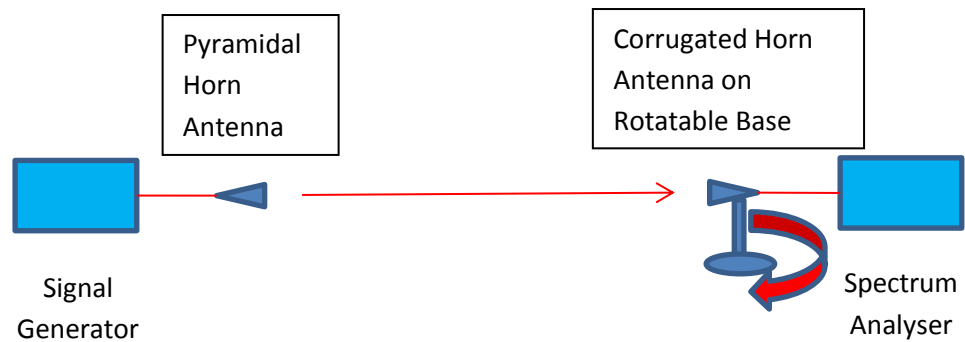 Pyramidal
Horn
Antenna
Corrugated Horn
Antenna on
Rotatable Base
Signal
Generator
Spectrum
Analyser